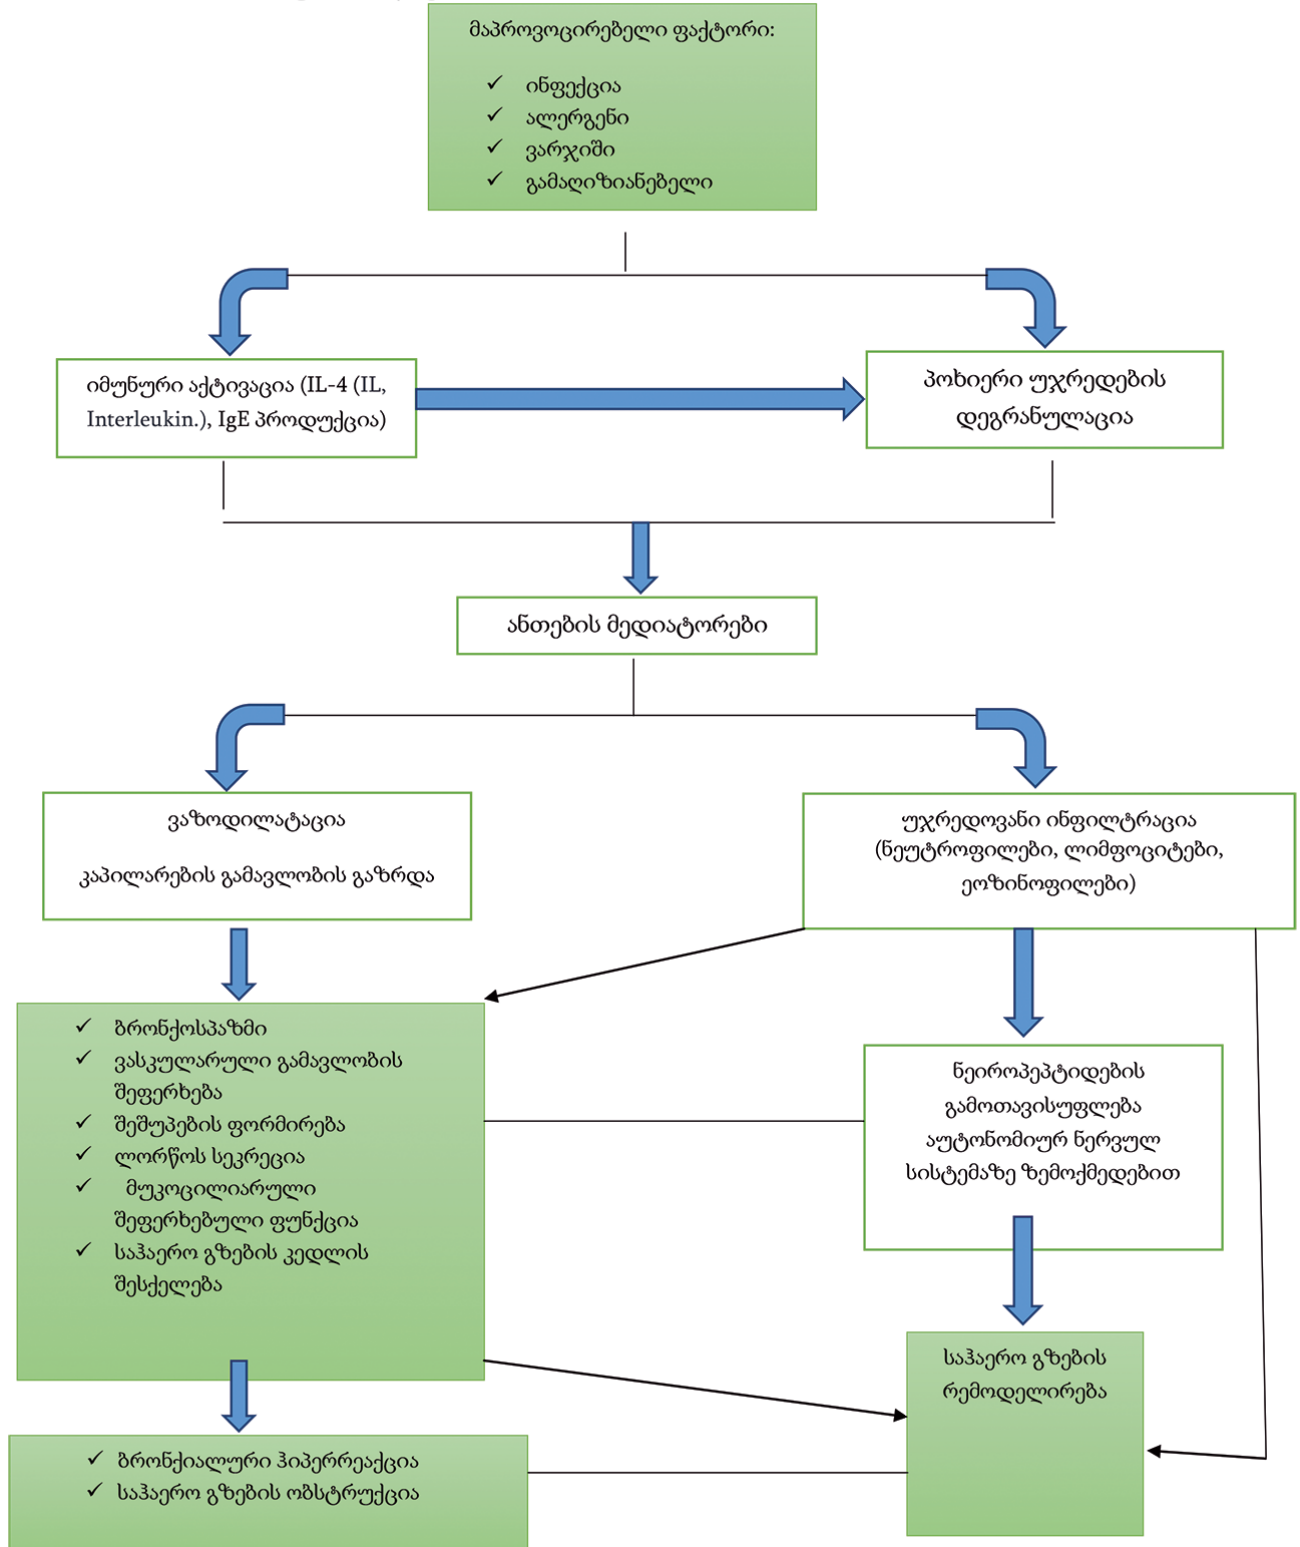 მაპროვოცირებელი ფაქტორი:
✓ ინფექცია
✓ ალერგენი
✓ ვარჯიში
✓ გამაღიზიანებელი
იმუნური აქტივაცია (IL-4 (IL,
Interleukin.), IgE პროდუქცია)
პოხიერი უჯრედების
დეგრანულაცია
ანთების მედიატორები
ვაზოდილატაცია
კაპილარების გამავლობის გაზრდა
უჯრედოვანი ინფილტრაცია
(ნეუტროფილები, ლიმფოციტები,
ეოზინოფილები)
✓ ბრონქოსპაზმი
✓ ვასკულარული გამავლობის
შეფერხება
✓ შეშუპების ფორმირება
✓ ლორწოს სეკრეცია
✓ მუკოცილიარული
შეფერხებული ფუნქცია
✓ საჰაერო გზების კედლის
შესქელება
ნეიროპეპტიდების
გამოთავისუფლება
აუტონომიურ ნერვულ
სისტემაზე ზემოქმედებით
საჰაერო გზების
რემოდელირება
✓ ბრონქიალური ჰიპერრეაქცია
✓ საჰაერო გზების ობსტრუქცია